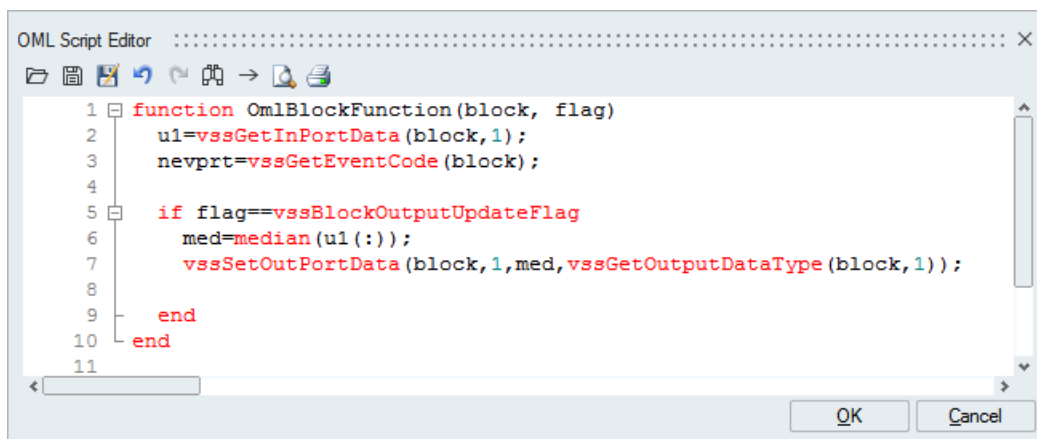 OML Script Editor
1 function OmlBlockFunction(block, flag)
2 u1=vssGetInPortData(block,1);
3 nevprt=vssGetEventCode(block);
4
5 if flag==vssBlockOutputUpdateFlag
6 med=median(u1(:));
7 vssSetOutPortData(block,1,med,vssGetOutputDataType(block,1));
8
9 end
10 end
11
OK Cancel